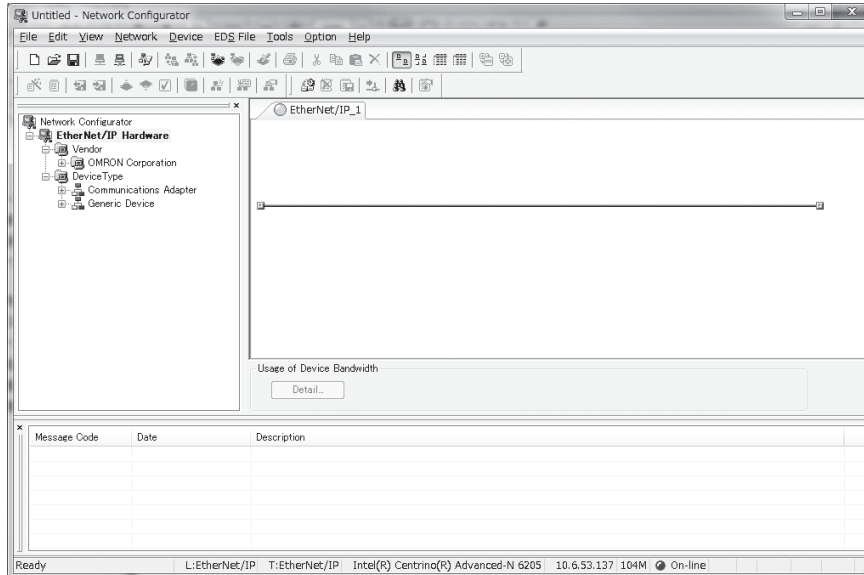 Untitled - Network Configurator
File Edit View Network Device EDS File Tools Option Help
EtherNet/IP_1
Network Configurator
EtherNet/IP Hardware
Vendor
OMRON Corporation
DeviceType
Communications Adapter
Generic Device
Usage of Device Bandwidth
Detail...
Message Code Date Description
Ready L:EtherNet/IP T:EtherNet/IP Intel(R) Centrino(R) Advanced-N 6205 10.6.53.137 104M On-line